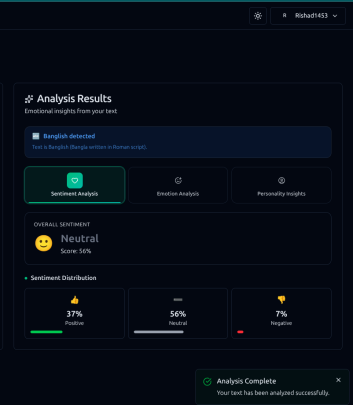 R Rishad1453
Analysis Results
Emotional insights from your text
Banglish detected
Text is Banglish (Bangla written in Roman script).
Sentiment Analysis
Emotion Analysis
Personality Insights
OVERALL SENTIMENT
Neutral
Score: 56%
Sentiment Distribution
37%
56%
7%
Positive
Neutral
Negative
Analysis Complete
Your text has been analyzed successfully.